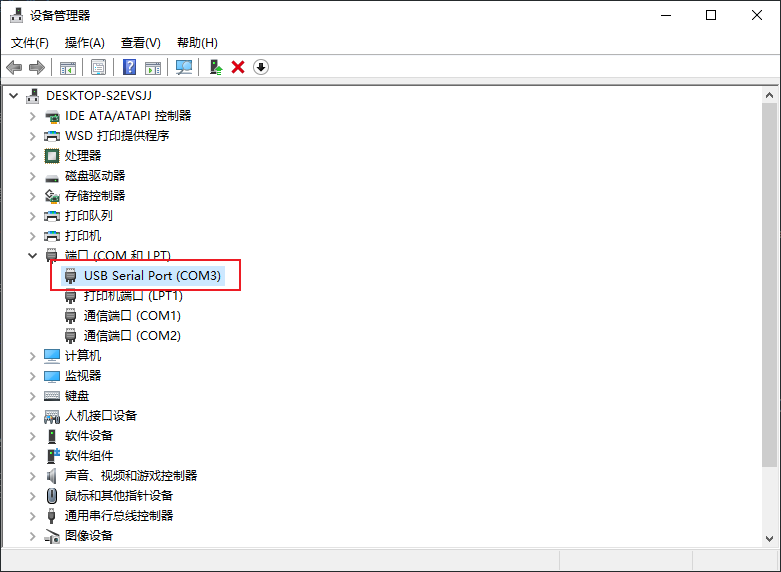 设备管理器
文件(F) 操作(A) 查看(V) 帮助(H)
DESKTOP-S2EVSJJ
IDE ATA/ATAPI 控制器
WSD 打印提供程序
处理器
磁盘驱动器
存储控制器
打印队列
打印机
端口 (COM 和 LPT)
USB Serial Port (COM3)
打印机端口 (LPT1)
通信端口 (COM1)
通信端口 (COM2)
计算机
监视器
键盘
人机接口设备
软件设备
软件组件
声音、视频和游戏控制器
鼠标和其他指针设备
通用串行总线控制器
图像设备